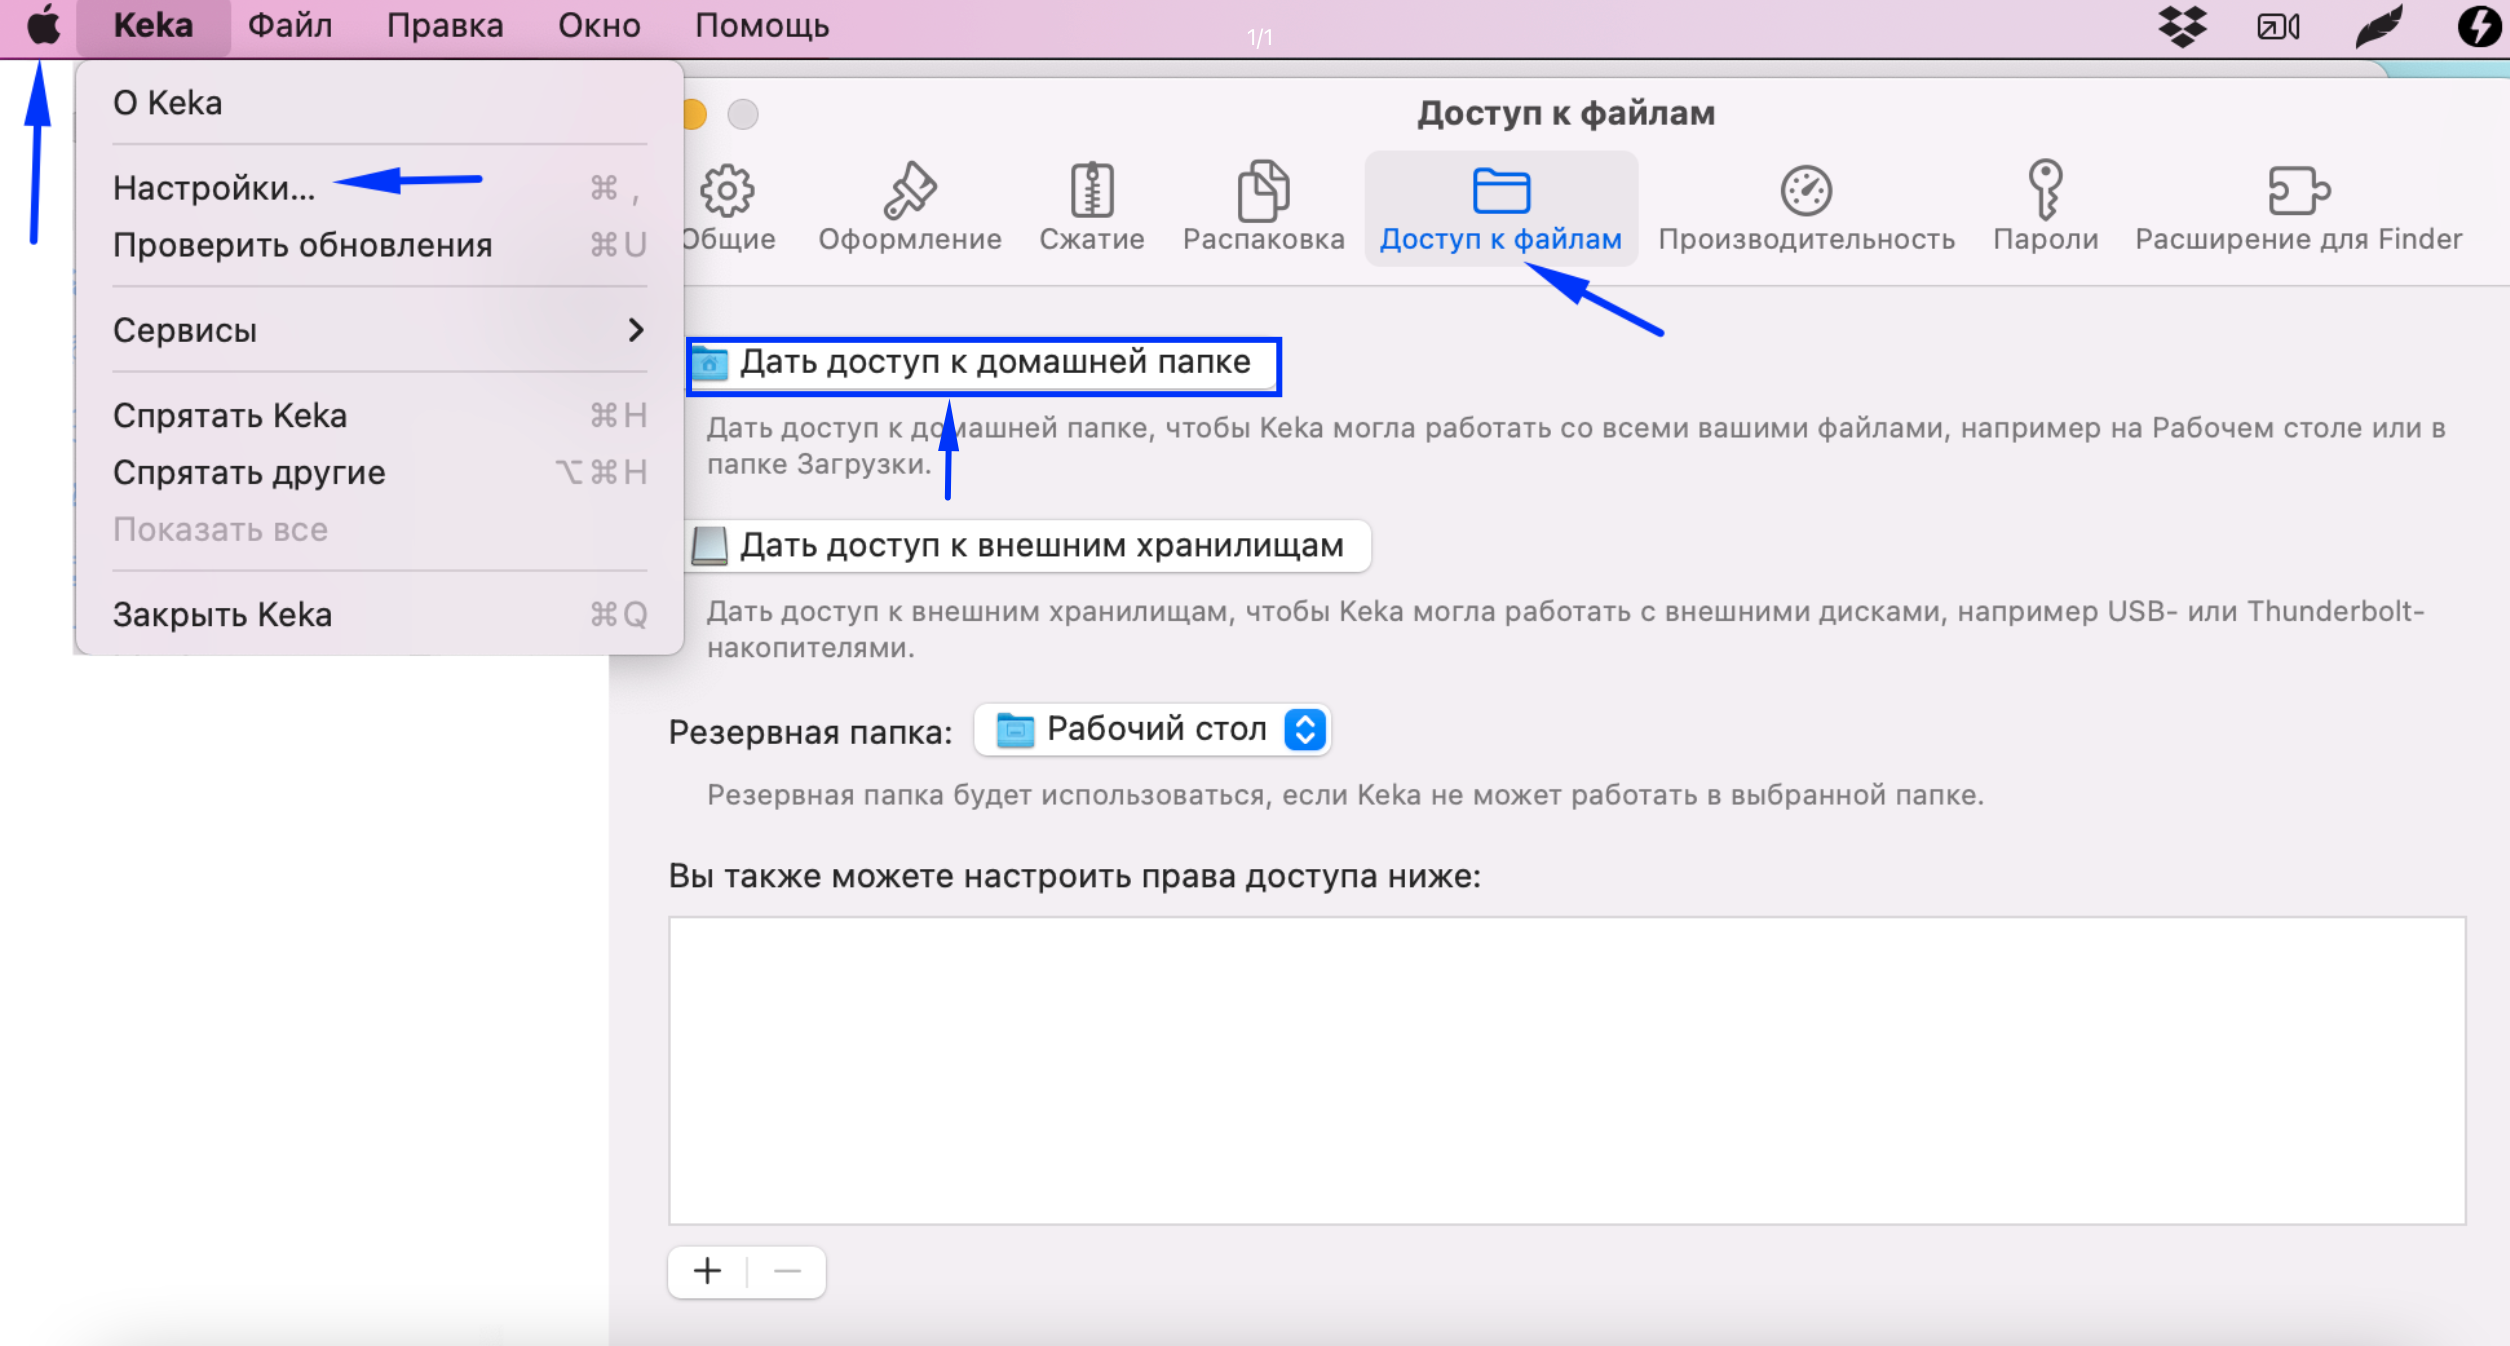 Keka Файл Правка Окно Помощь
1/1
О Keka
Настройки... ⌘ ,
Проверить обновления ⌘U
Сервисы
Спрятать Keka ⌘H
Спрятать другие ⌥⌘H
Показать все
Закрыть Keka ⌘Q
Доступ к файлам
Общие Оформление Сжатие Распаковка Доступ к файлам Производительность Пароли Расширение для Finder
Дать доступ к домашней папке
Дать доступ к домашней папке, чтобы Keka могла работать со всеми вашими файлами, например на Рабочем столе или в
папке Загрузки.
Дать доступ к внешним хранилищам
Дать доступ к внешним хранилищам, чтобы Keka могла работать с внешними дисками, например USB- или Thunderbolt-
накопителями.
Резервная папка: Рабочий стол
Резервная папка будет использоваться, если Keka не может работать в выбранной папке.
Вы также можете настроить права доступа ниже: